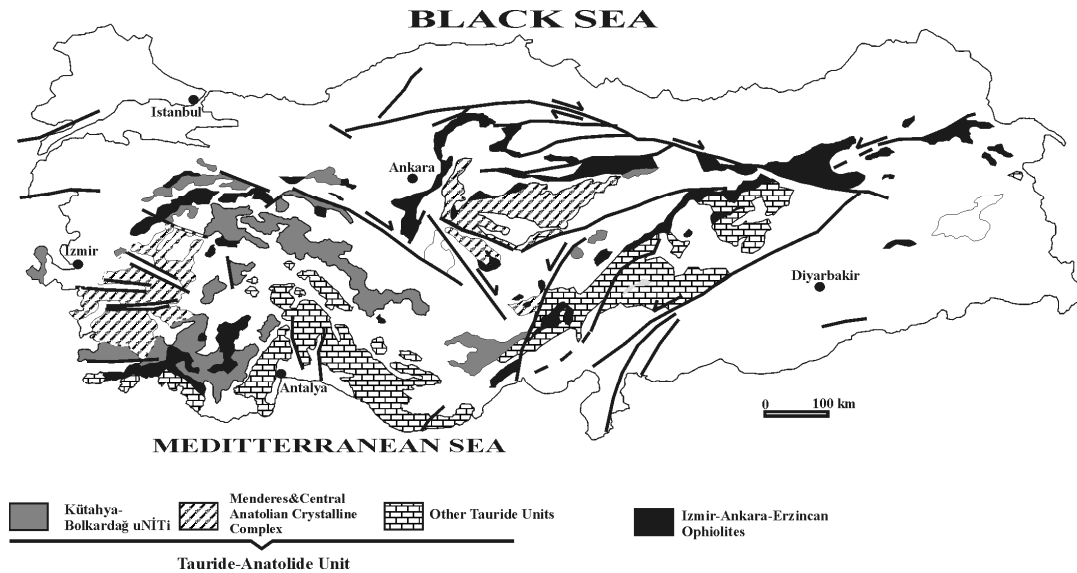 BLACK SEA
Istanbul
Ankara
Izmir
Diyarbakir
Antalya
0 100 km
MEDITTERRANEAN SEA
Kütahya-
Bolkardağ uNİTi
Menderes&Central
Anatolian Crystalline
Complex
Other Tauride Units
Izmir-Ankara-Erzincan
Ophiolites
Tauride-Anatolide Unit